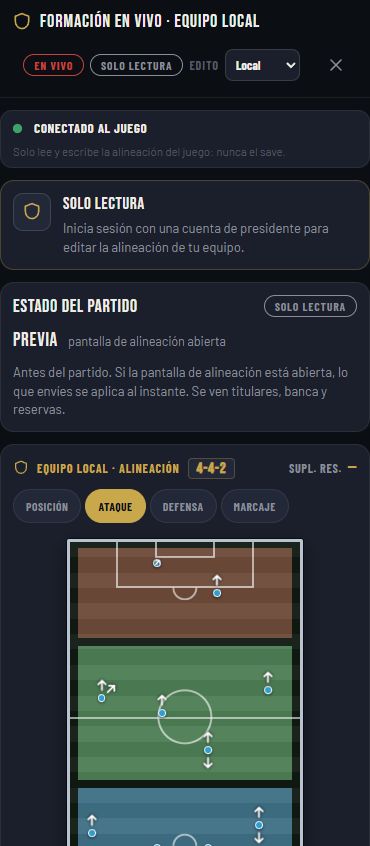 FORMACIÓN EN VIVO · EQUIPO LOCAL
EN VIVO SOLO LECTURA EDITO Local
CONECTADO AL JUEGO
Solo lee y escribe la alineación del juego: nunca el save.
SOLO LECTURA
Inicia sesión con una cuenta de presidente para
editar la alineación de tu equipo.
ESTADO DEL PARTIDO SOLO LECTURA
PREVIA pantalla de alineación abierta
Antes del partido. Si la pantalla de alineación está abierta, lo
que envíes se aplica al instante. Se ven titulares, banca y
reservas.
EQUIPO LOCAL · ALINEACIÓN 4-4-2 SUPL. RES. –
POSICIÓN ATAQUE DEFENSA MARCAJE